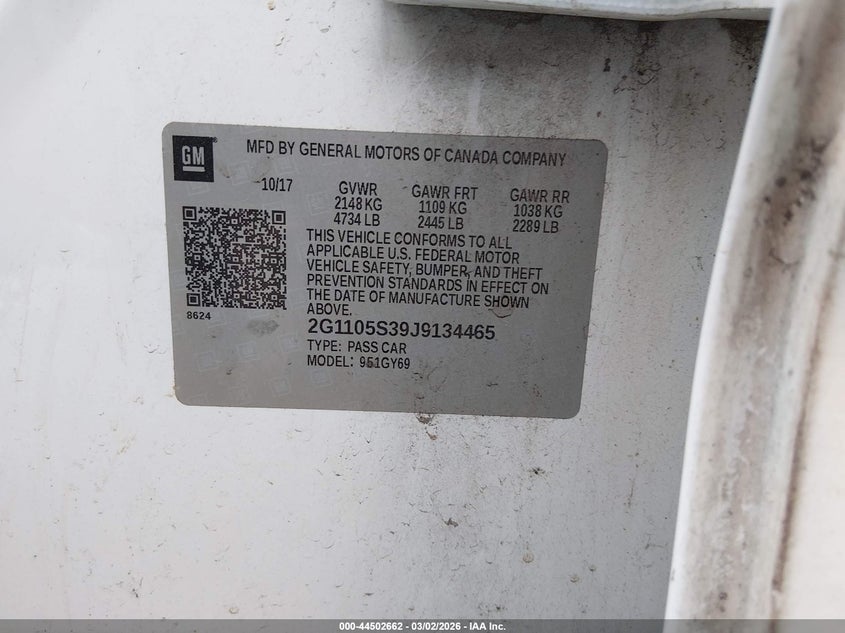 GM
MFD BY GENERAL MOTORS OF CANADA COMPANY
10/17 GVWR GAWR FRT GAWR RR
2148 KG 1109 KG 1038 KG
4734 LB 2445 LB 2289 LB
THIS VEHICLE CONFORMS TO ALL
APPLICABLE U.S. FEDERAL MOTOR
VEHICLE SAFETY, BUMPER, AND THEFT
PREVENTION STANDARDS IN EFFECT ON
THE DATE OF MANUFACTURE SHOWN
ABOVE.
8624
2G1105S39J9134465
TYPE: PASS CAR
MODEL: 951GY69
000-44502662 - 03/02/2026 - IAA Inc.